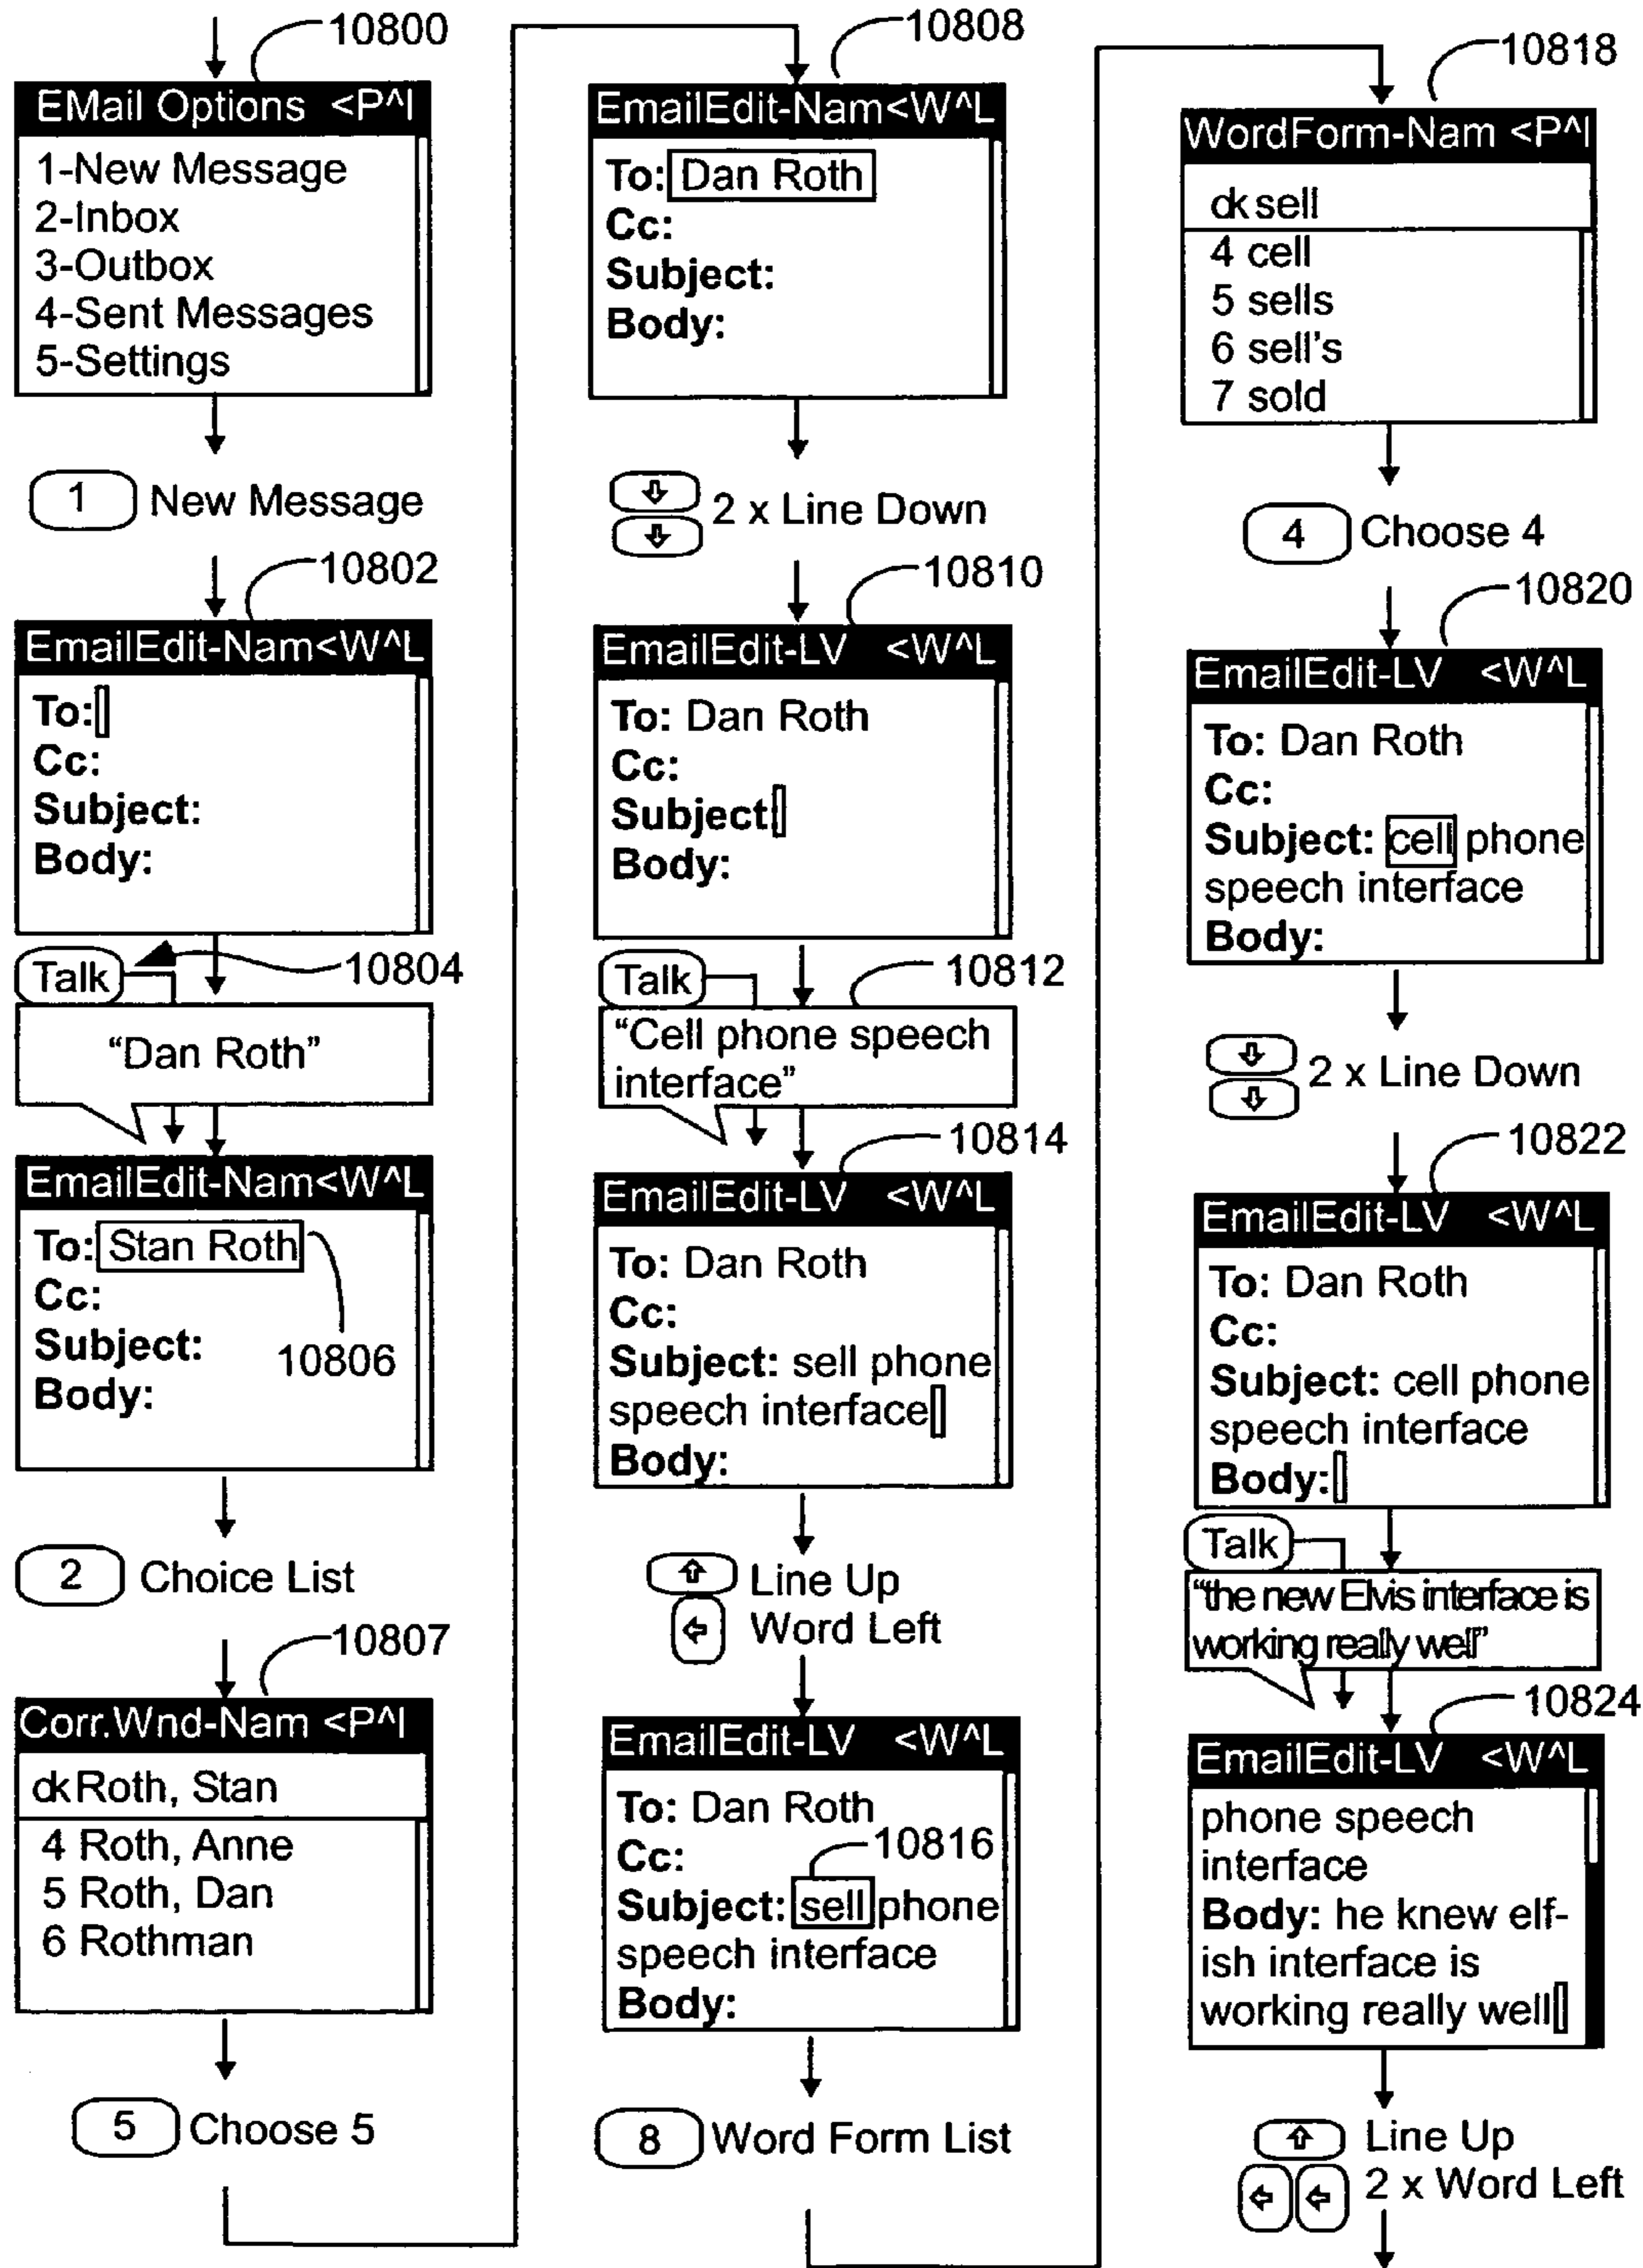 10800
EMail Options <P^I
1-New Message
2-Inbox
3-Outbox
4-Sent Messages
5-Settings
1 New Message
10802
EmailEdit-Nam<W^L
To:
Cc:
Subject:
Body:
Talk
10804
“Dan Roth”
EmailEdit-Nam<W^L
To: Stan Roth
Cc:
Subject:
10806
Body:
2 Choice List
10807
Corr.Wnd-Nam <P^I
dk Roth, Stan
4 Roth, Anne
5 Roth, Dan
6 Rothman
5 Choose 5
10808
EmailEdit-Nam<W^L
To: Dan Roth
Cc:
Subject:
Body:
2 x Line Down
10810
EmailEdit-LV <W^L
To: Dan Roth
Cc:
Subject:
Body:
Talk
10812
“Cell phone speech
interface”
10814
EmailEdit-LV <W^L
To: Dan Roth
Cc:
Subject: sell phone
speech interface
Body:
Line Up
Word Left
EmailEdit-LV <W^L
To: Dan Roth
Cc:
10816
Subject: sell phone
speech interface
Body:
8 Word Form List
10818
WordForm-Nam <P^I
dk sell
4 cell
5 sells
6 sell's
7 sold
4 Choose 4
10820
EmailEdit-LV <W^L
To: Dan Roth
Cc:
Subject: cell phone
speech interface
Body:
2 x Line Down
10822
EmailEdit-LV <W^L
To: Dan Roth
Cc:
Subject: cell phone
speech interface
Body:
Talk
“the new Elvis interface is
working really well”
10824
EmailEdit-LV <W^L
phone speech
interface
Body: he knew elf-
ish interface is
working really well
Line Up
2 x Word Left